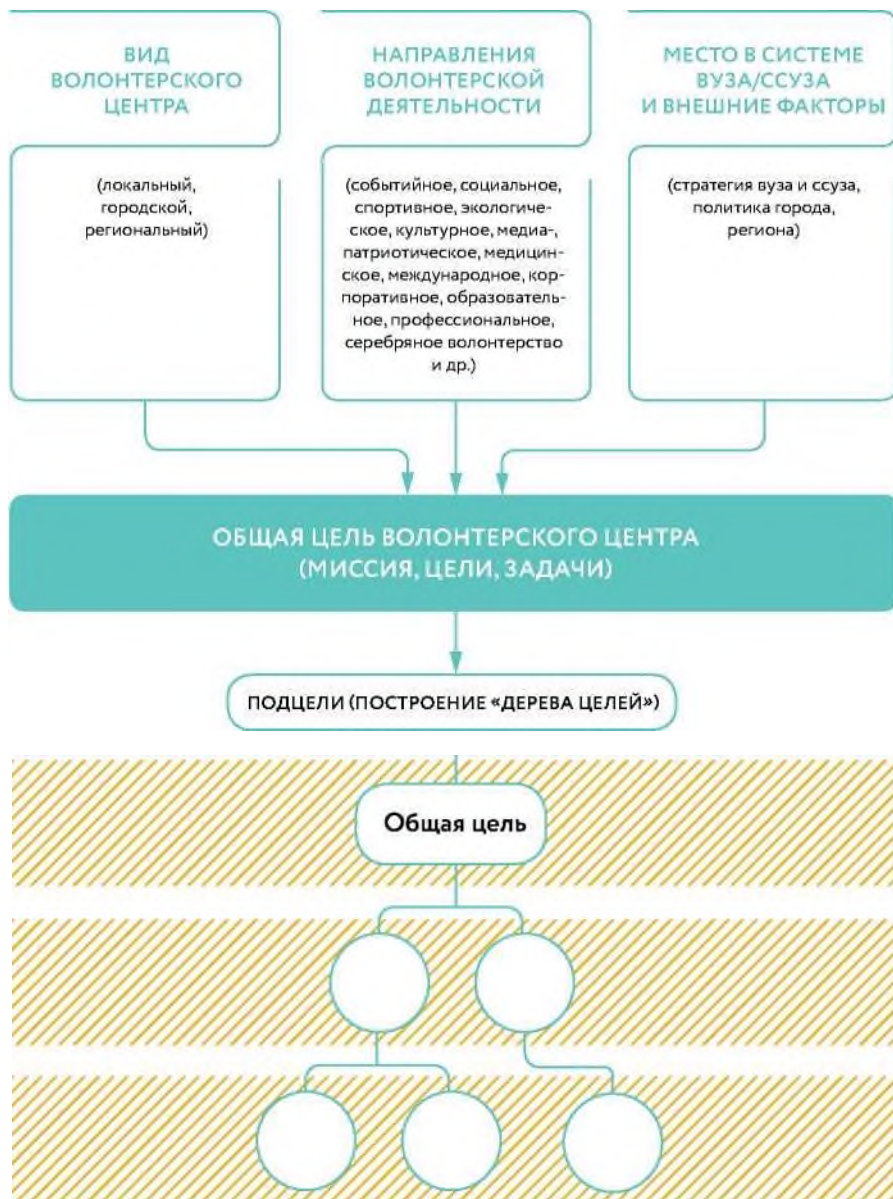 ВИД
ВОЛОНТЕРСКОГО
ЦЕНТРА
(локальный,
городской,
региональный)
НАПРАВЛЕНИЯ
ВОЛОНТЕРСКОЙ
ДЕЯТЕЛЬНОСТИ
(событийное, социальное,
спортивное, экологиче-
ское, культурное, медиа-,
патриотическое, медицин-
ское, международное, кор-
поративное, образователь-
ное, профессиональное,
серебряное волонтерство
и др.)
МЕСТО В СИСТЕМЕ
ВУЗА/ССУЗА
И ВНЕШНИЕ ФАКТОРЫ
(стратегия вуза и ссуза,
политика города,
региона)
ОБЩАЯ ЦЕЛЬ ВОЛОНТЕРСКОГО ЦЕНТРА
(МИССИЯ, ЦЕЛИ, ЗАДАЧИ)
ПОДЦЕЛИ (ПОСТРОЕНИЕ «ДЕРЕВА ЦЕЛЕЙ»)
Общая цель